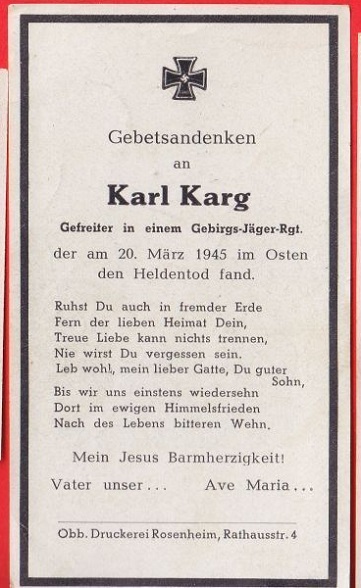 Gebetsandenken
an
Karl Karg
Gefreiter in einem Gebirgs-Jäger-Rgt.
der am 20. März 1945 im Osten
den Heldentod fand.
Ruhst Du auch in fremder Erde
Fern der lieben Heimat Dein,
Treue Liebe kann nichts trennen,
Nie wirst Du vergessen sein.
Leb wohl, mein lieber Gatte, Du guter
Sohn,
Bis wir uns einstens wiedersehn
Dort im ewigen Himmelsfrieden
Nach des Lebens bitteren Wehn.
Mein Jesus Barmherzigkeit!
Vater unser... Ave Maria...
Obb. Druckerei Rosenheim, Rathausstr. 4